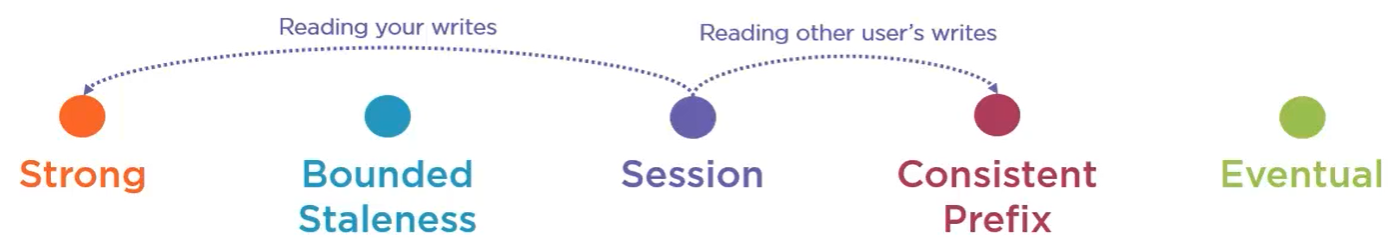 Reading your writes
Reading other user's writes
Strong
Bounded
Staleness
Session
Consistent
Prefix
Eventual